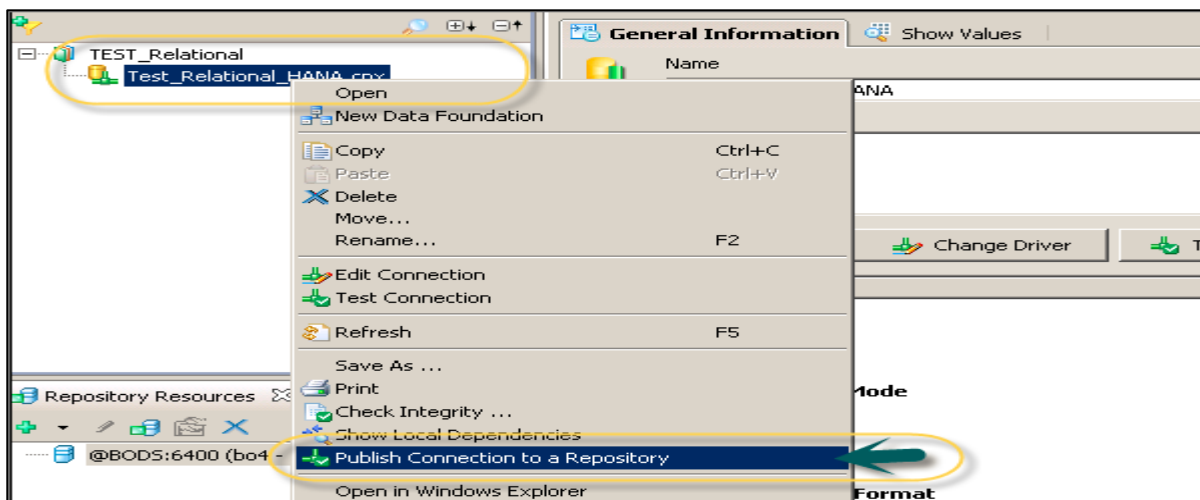 TEST_Relational
Test_Relational_HANA.cnx
General Information
Show Values
Name
ANA
Open
New Data Foundation
Copy Ctrl+C
Paste Ctrl+V
Delete
Move...
Rename... F2
Change Driver
T
Edit Connection
Test Connection
Refresh F5
Save As ...
Print
Check Integrity ...
Show Local Dependencies
Publish Connection to a Repository
Open in Windows Explorer
Repository Resources
@BODS:6400 (bo4 -
Mode
Format